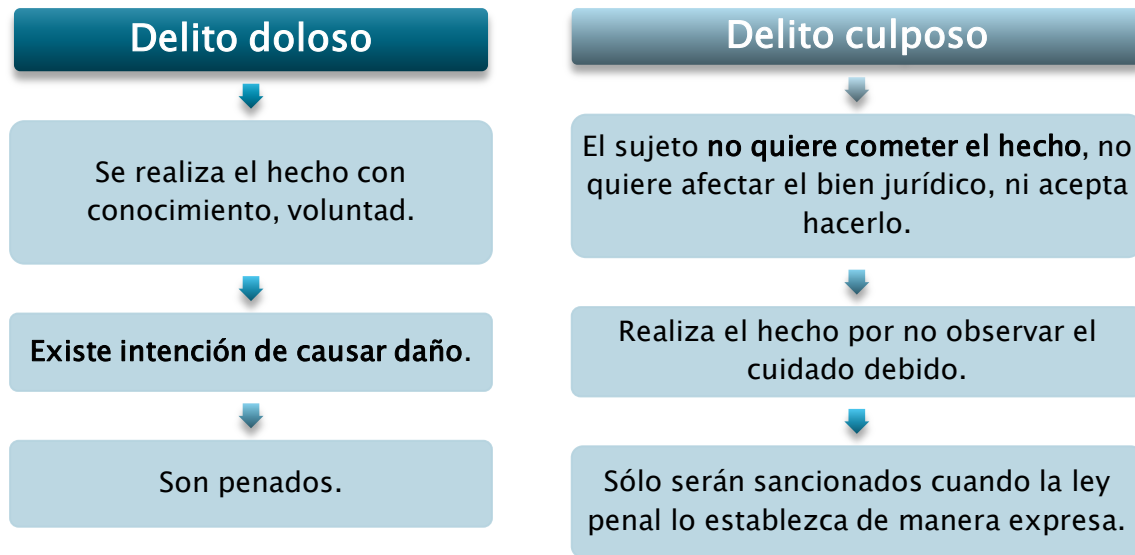 Delito doloso
Se realiza el hecho con
conocimiento, voluntad.
Existe intención de causar daño.
Son penados.
Delito culposo
El sujeto no quiere cometer el hecho, no
quiere afectar el bien jurídico, ni acepta
hacerlo.
Realiza el hecho por no observar el
cuidado debido.
Sólo serán sancionados cuando la ley
penal lo establezca de manera expresa.